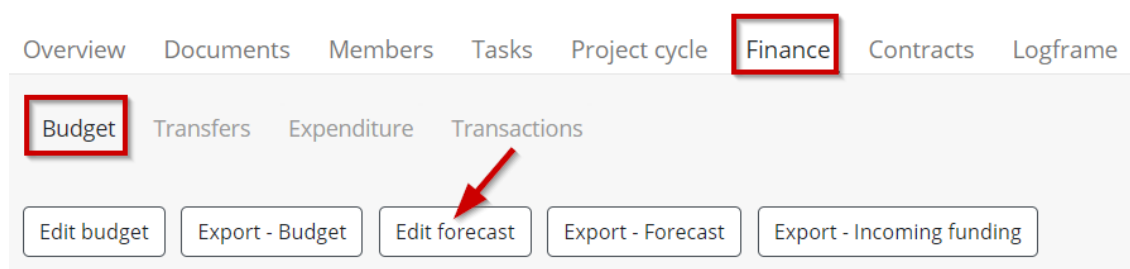 Overview Documents Members Tasks Project cycle Finance Contracts Logframe
Budget Transfers Expenditure Transactions
Edit budget Export - Budget Edit forecast Export - Forecast Export - Incoming funding